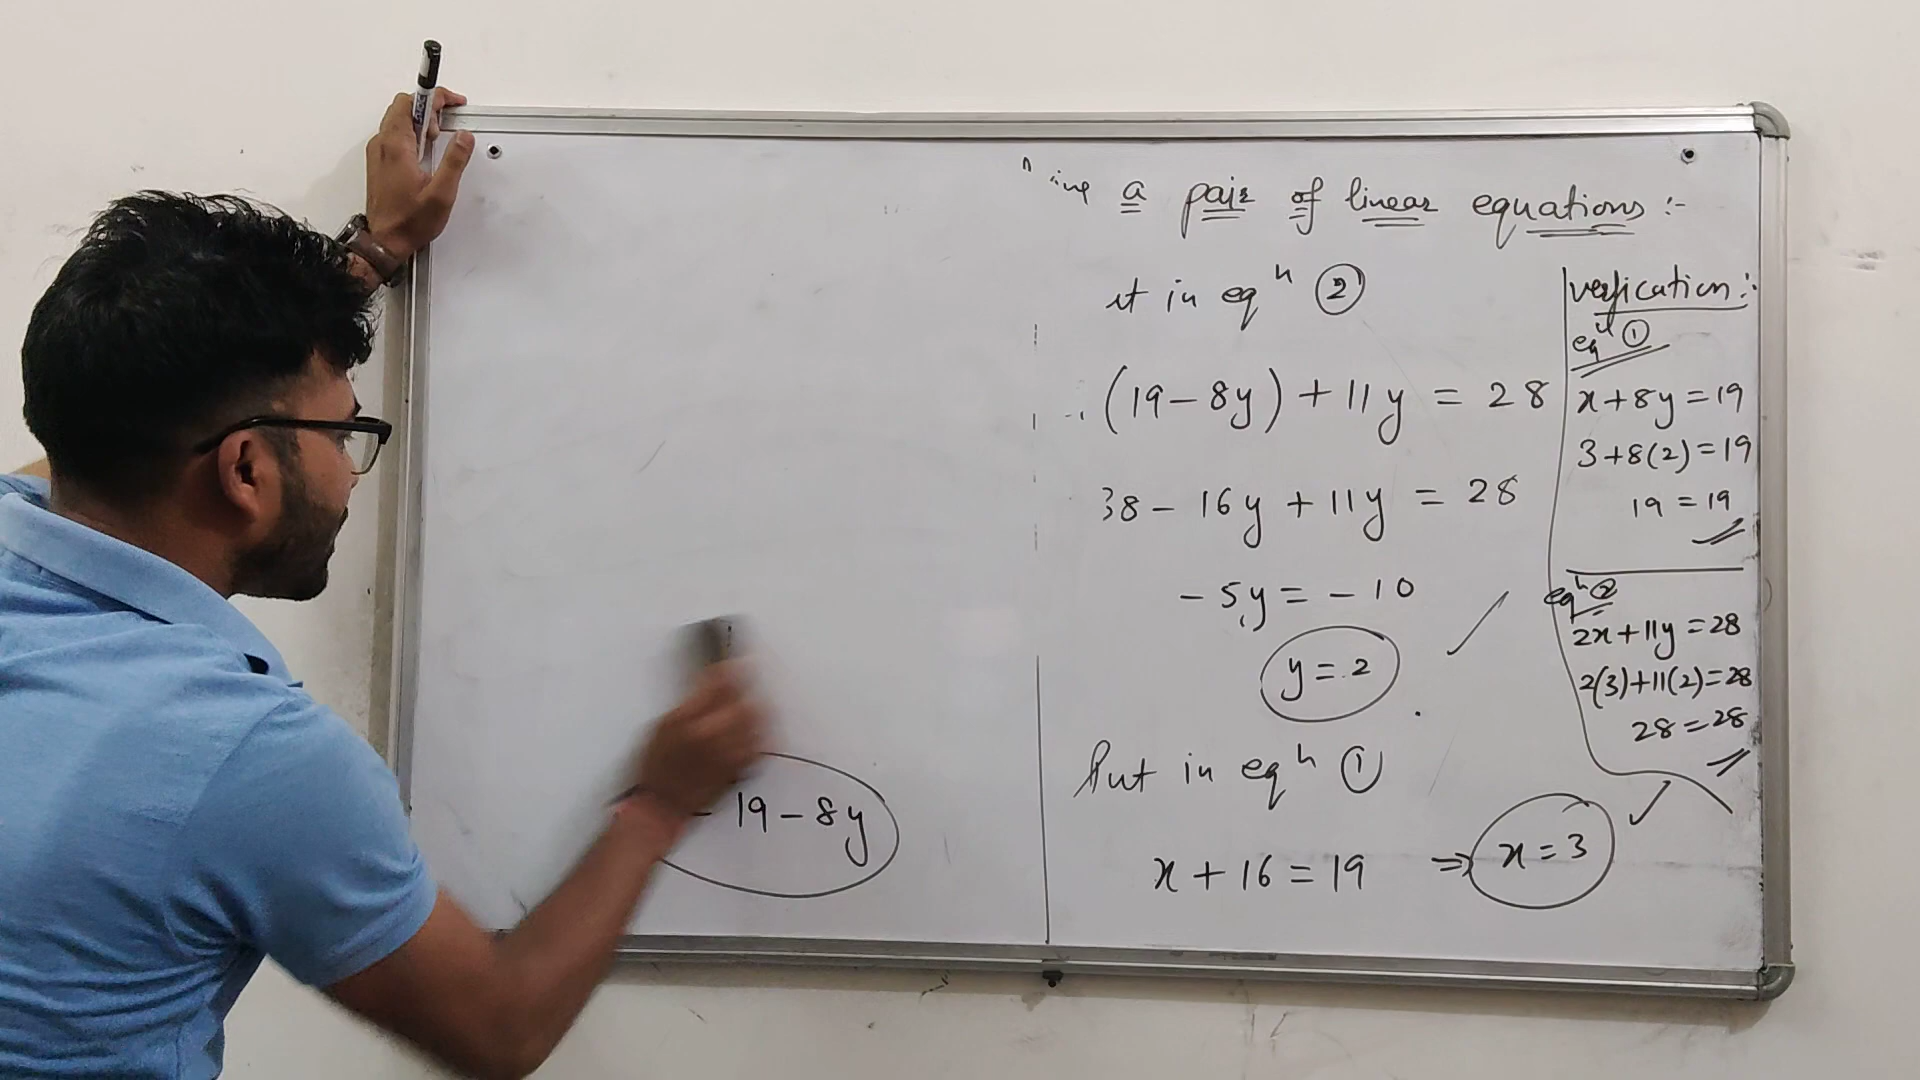 a pair of linear equations :-
in eqⁿ ②
(19 - 8y) + 11y = 28
38 - 16y + 11y = 28
- 5y = - 10
y = 2
Put in eqⁿ ①
x + 16 = 19 ⇒ x = 3
- 19 - 8y
verfication :-
eqⁿ ①
x + 8y = 19
3 + 8(2) = 19
19 = 19
eqⁿ ②
2x + 11y = 28
2(3) + 11(2) = 28
28 = 28